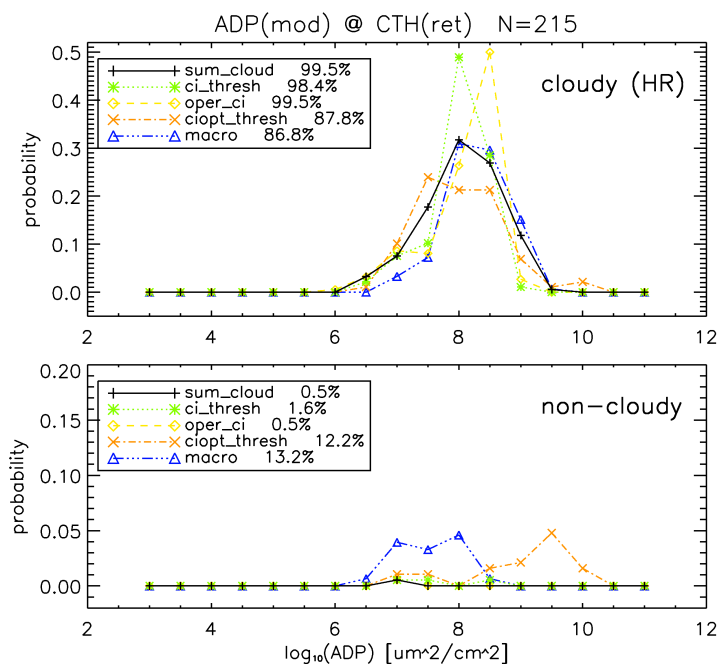 ADP(mod) @ CTH(ret) N=215
0.5
sum_cloud 99.5%
ci_thresh 98.4%
cloudy (HR)
oper_ci 99.5%
0.4
ciopt_thresh 87.8%
macro 86.8%
0.3
probability
0.2
0.1
0.0
2 4 6 8 10 12
0.20
sum_cloud 0.5%
ci_thresh 1.6%
non-cloudy
oper_ci 0.5%
0.15
ciopt_thresh 12.2%
macro 13.2%
probability
0.10
0.05
0.00
2 4 6 8 10 12
log₁₀(ADP) [um^2/cm^2]